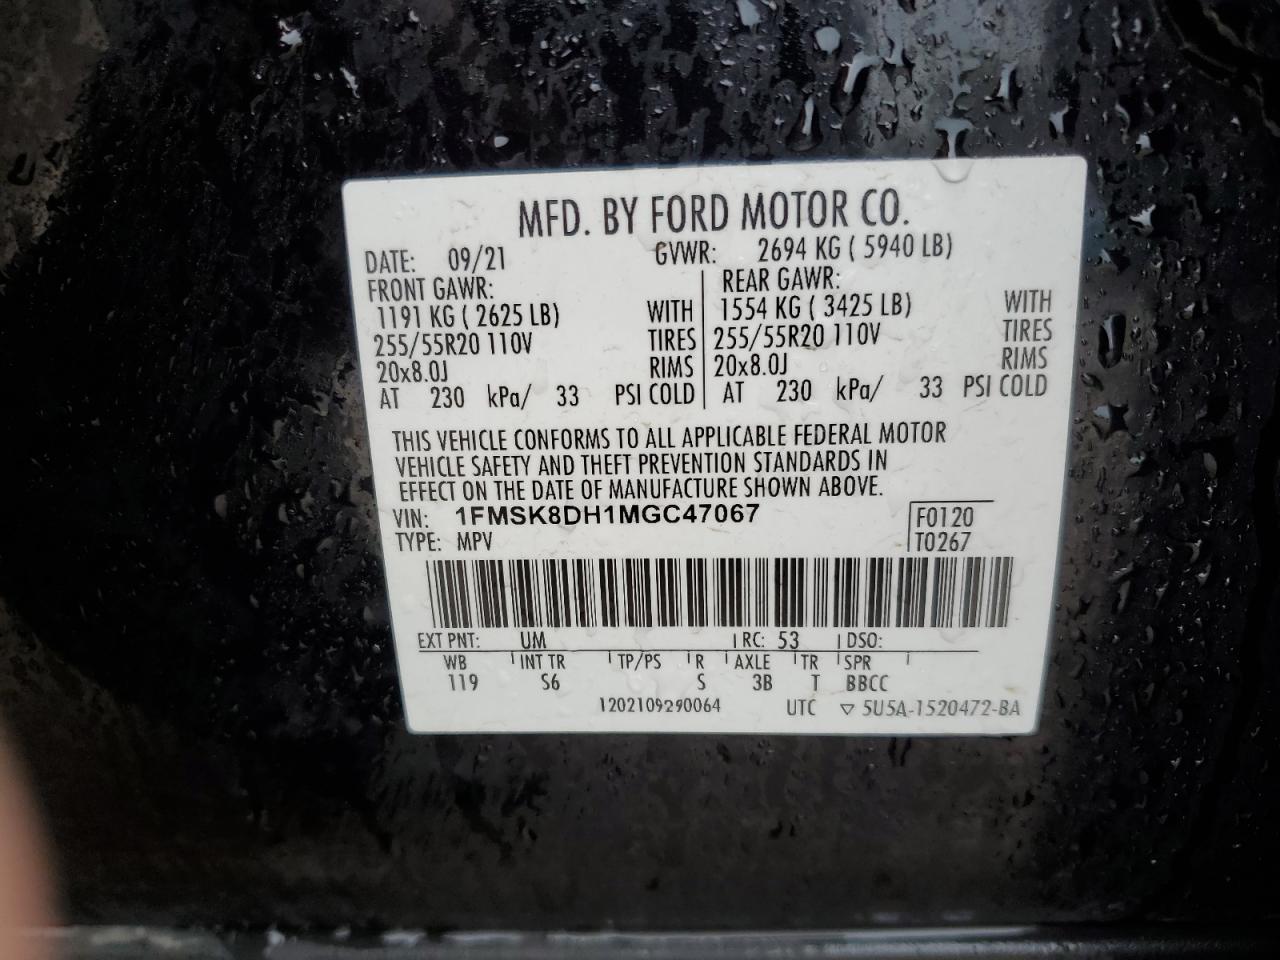 MFD. BY FORD MOTOR CO.
DATE: 09/21 GVWR: 2694 KG ( 5940 LB)
FRONT GAWR: REAR GAWR:
1191 KG ( 2625 LB) WITH 1554 KG ( 3425 LB) WITH
255/55R20 110V TIRES 255/55R20 110V TIRES
20x8.0J RIMS 20x8.0J RIMS
AT 230 kPa/ 33 PSI COLD AT 230 kPa/ 33 PSI COLD
THIS VEHICLE CONFORMS TO ALL APPLICABLE FEDERAL MOTOR
VEHICLE SAFETY AND THEFT PREVENTION STANDARDS IN
EFFECT ON THE DATE OF MANUFACTURE SHOWN ABOVE.
VIN: 1FMSK8DH1MGC47067 F0120
TYPE: MPV T0267
EXT PNT: UM RC: 53 DSO:
WB INT TR TP/PS R AXLE TR SPR
119 S6 S 3B T BBCC
1202109290064 UTC ▽ 5U5A-1520472-BA